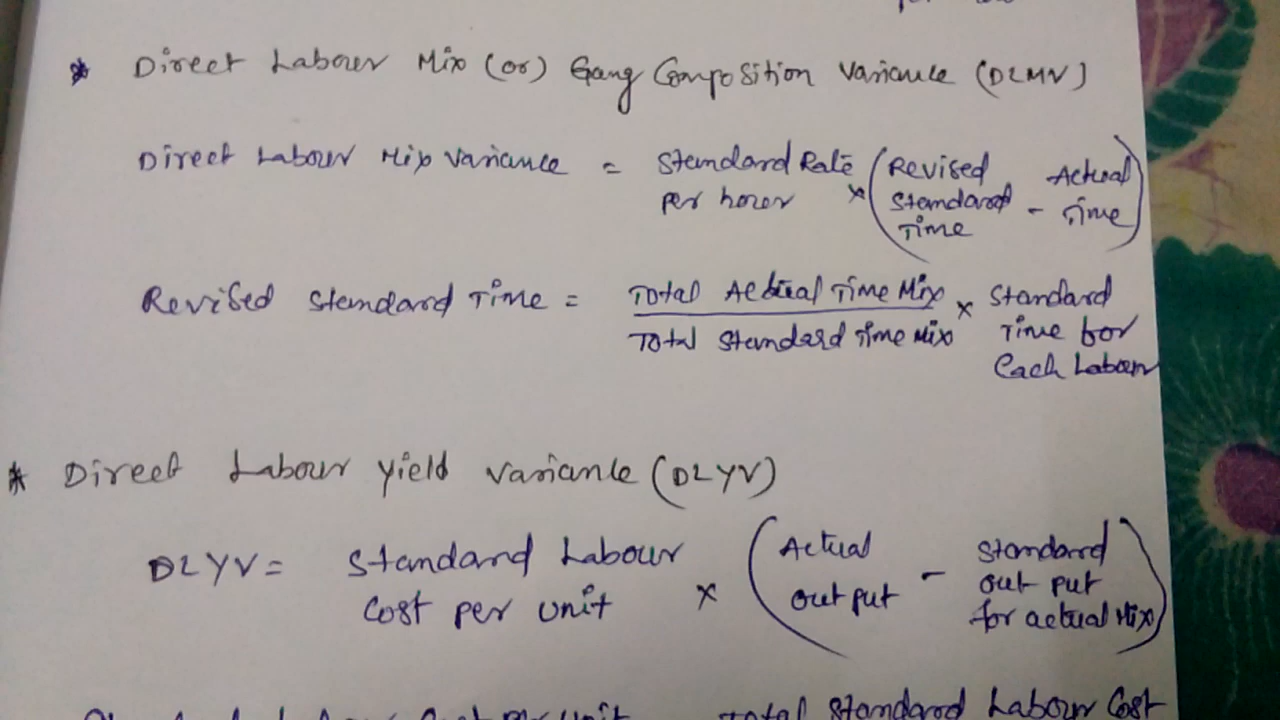 * Direct Labour Mix (or) Gang Composition Variance (DLMV)
Direct Labour Mix Variance = Standard Rate per hour × (Revised Standard Time - Actual Time)
Revised Standard Time = Total Actual Time Mix / Total Standard Time Mix × Standard Time for Each Labour
* Direct Labour Yield Variance (DLYV)
DLYV = Standard Labour Cost per unit × (Actual out put - Standard out put for actual Mix)
total Standard Labour Cost